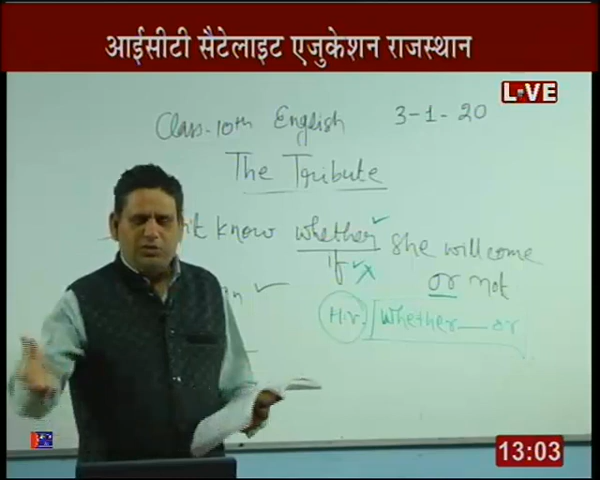 आईसीटी सैटेलाइट एजुकेशन राजस्थान
LIVE
Class-10th English 3-1-20
The Tribute
know whether she will come
if or not
H.V. Whether — or
13:03